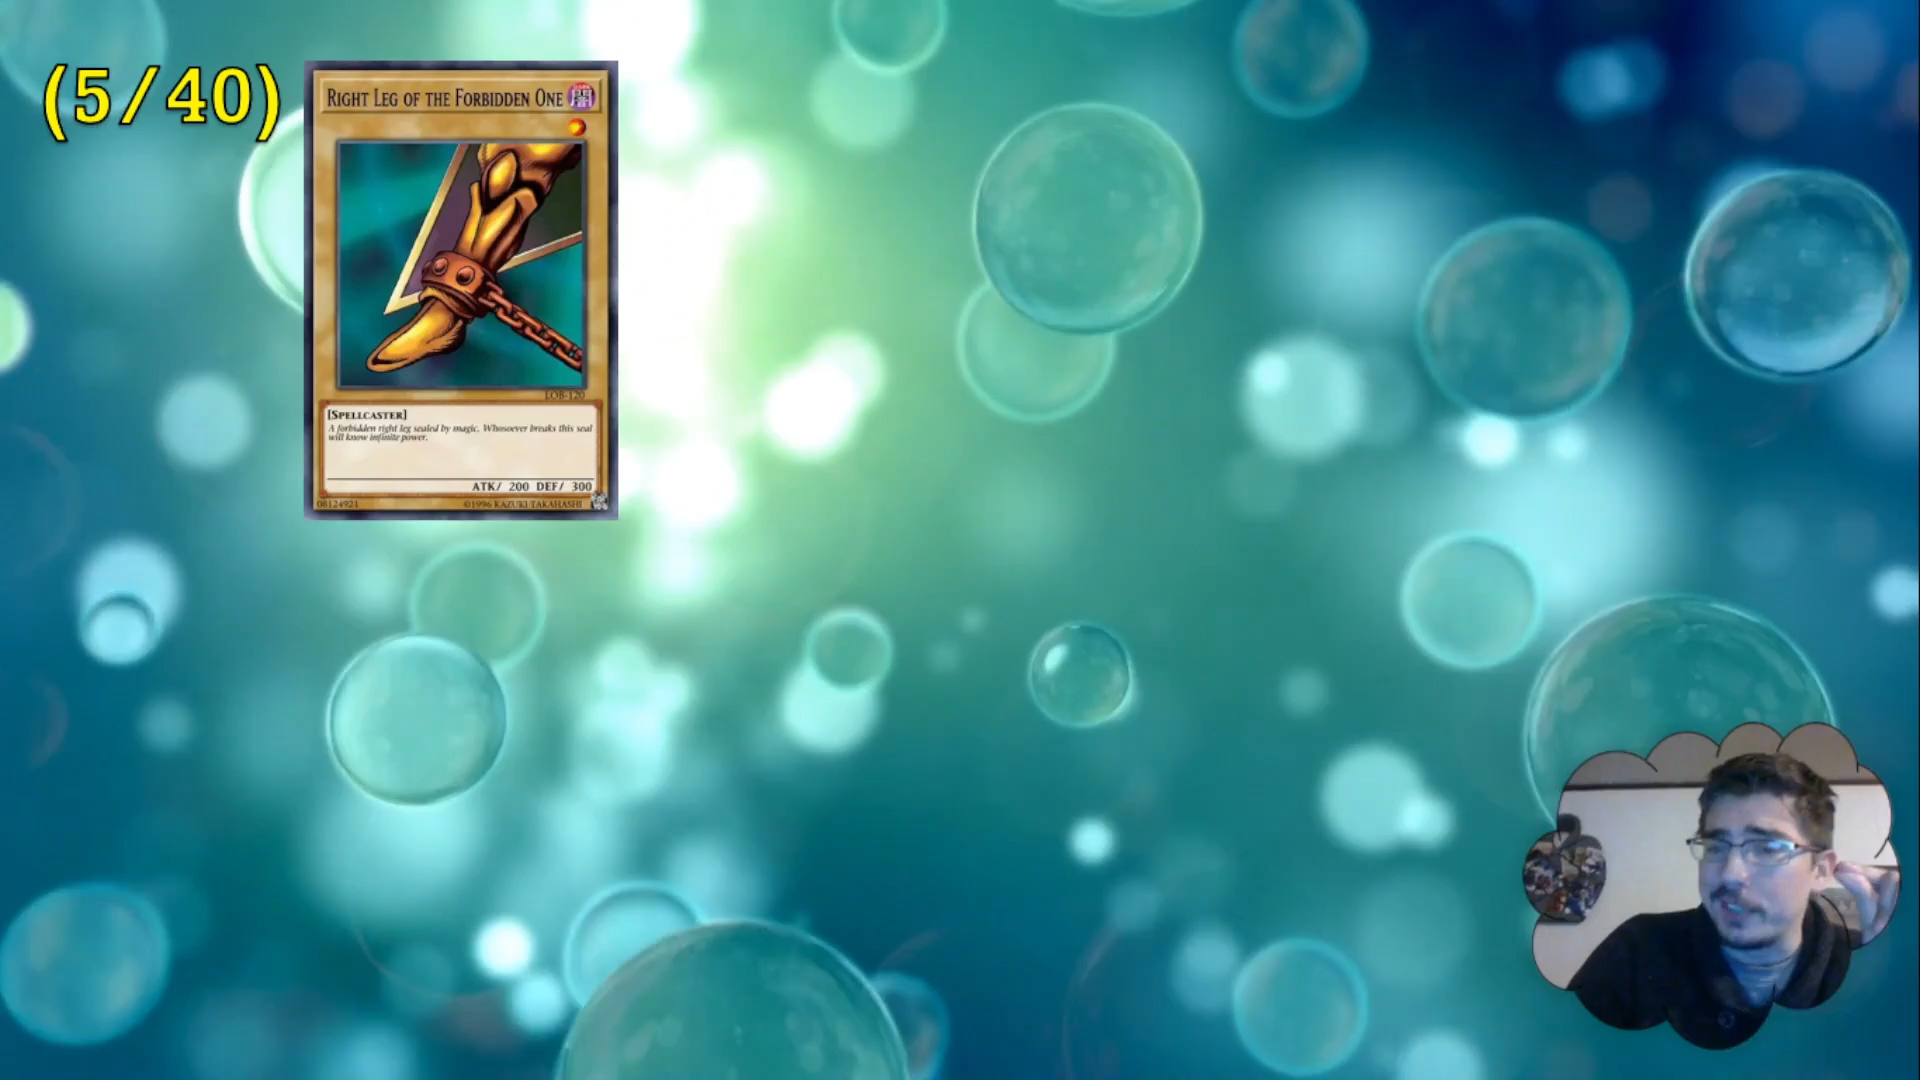 (5/40)
RIGHT LEG OF THE FORBIDDEN ONE
闇
LOB-120
[SPELLCASTER]
A forbidden right leg sealed by magic. Whosoever breaks this seal
will know infinite power.
ATK/ 200 DEF/ 300
08124921
©1996 KAZUKI TAKAHASHI